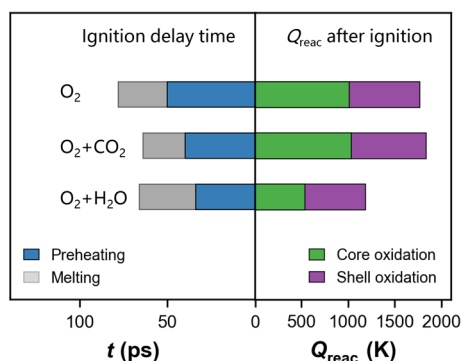 Ignition delay time
Q_reac after ignition
O₂
O₂+CO₂
O₂+H₂O
Preheating
Melting
Core oxidation
Shell oxidation
100 50 0 500 1000 1500 2000
t (ps)
Q_reac (K)